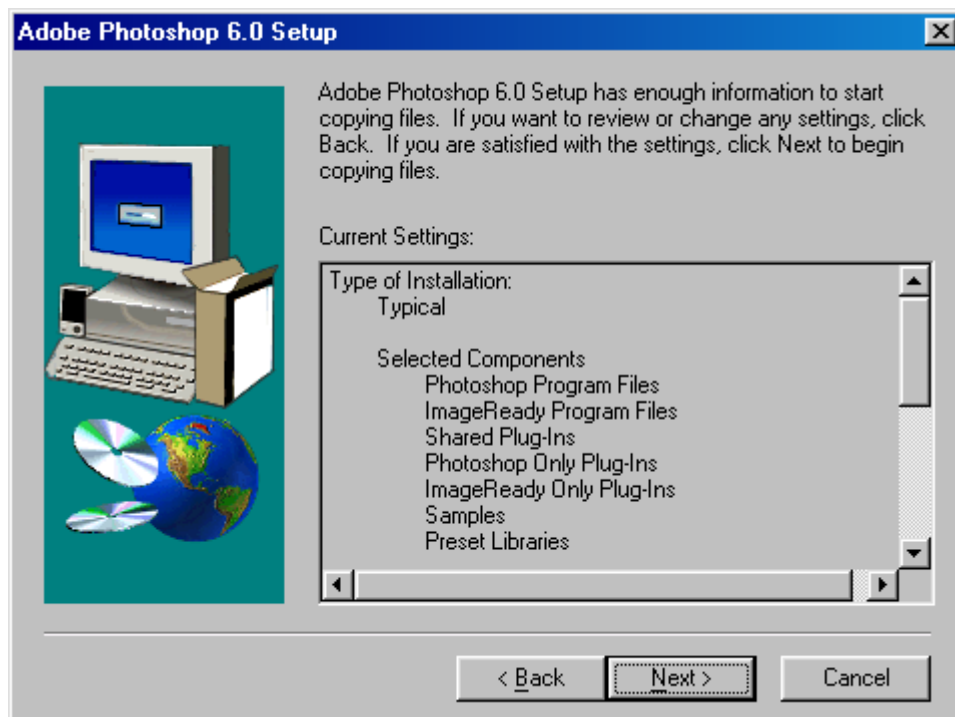 Adobe Photoshop 6.0 Setup
Adobe Photoshop 6.0 Setup has enough information to start
copying files.  If you want to review or change any settings, click
Back.  If you are satisfied with the settings, click Next to begin
copying files.
Current Settings:
Type of Installation:
Typical
Selected Components
Photoshop Program Files
ImageReady Program Files
Shared Plug-Ins
Photoshop Only Plug-Ins
ImageReady Only Plug-Ins
Samples
Preset Libraries
< Back
Next >
Cancel